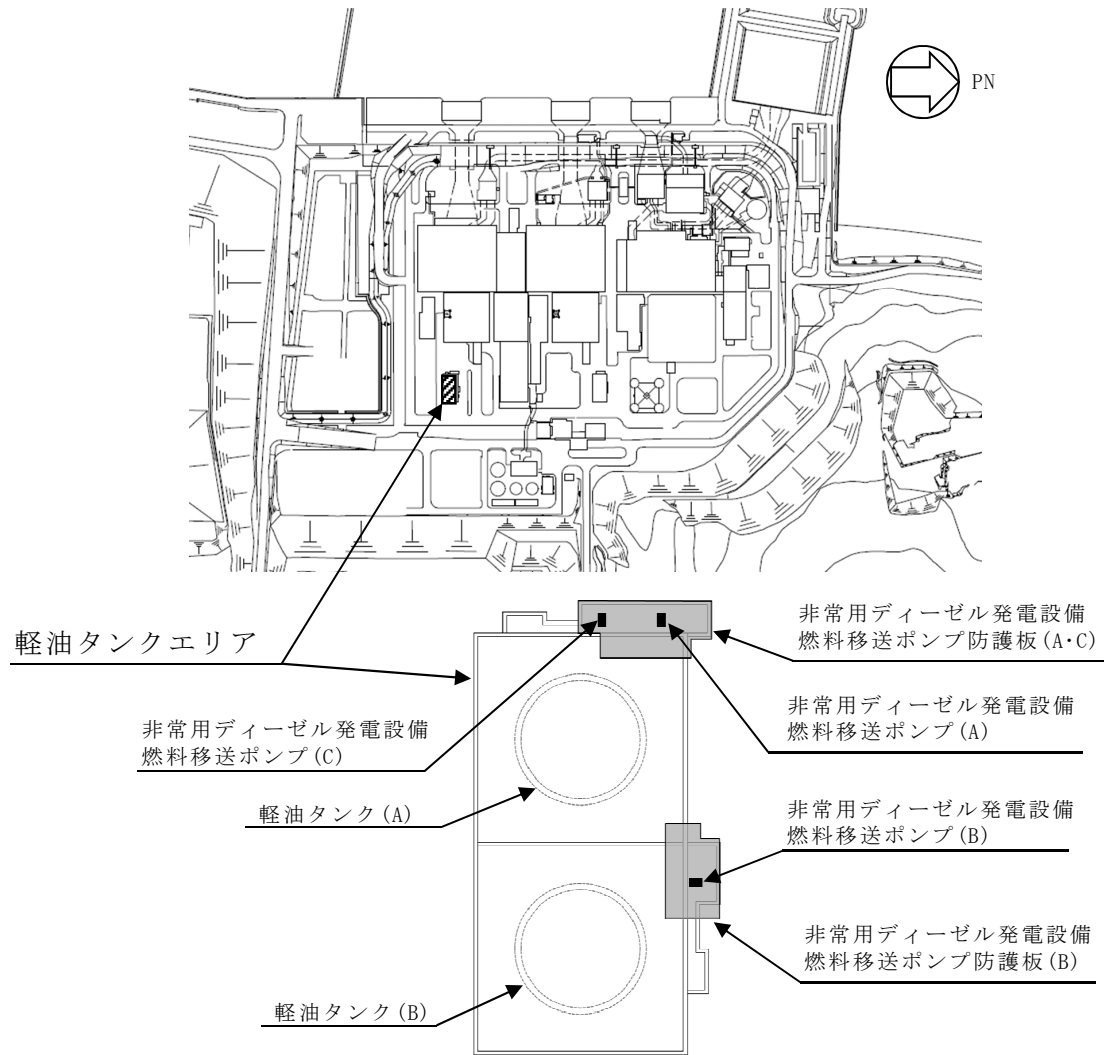 PN
軽油タンクエリア
非常用ディーゼル発電設備
燃料移送ポンプ防護板(A・C)
非常用ディーゼル発電設備
燃料移送ポンプ(A)
非常用ディーゼル発電設備
燃料移送ポンプ(C)
軽油タンク(A)
非常用ディーゼル発電設備
燃料移送ポンプ(B)
非常用ディーゼル発電設備
燃料移送ポンプ防護板(B)
軽油タンク(B)